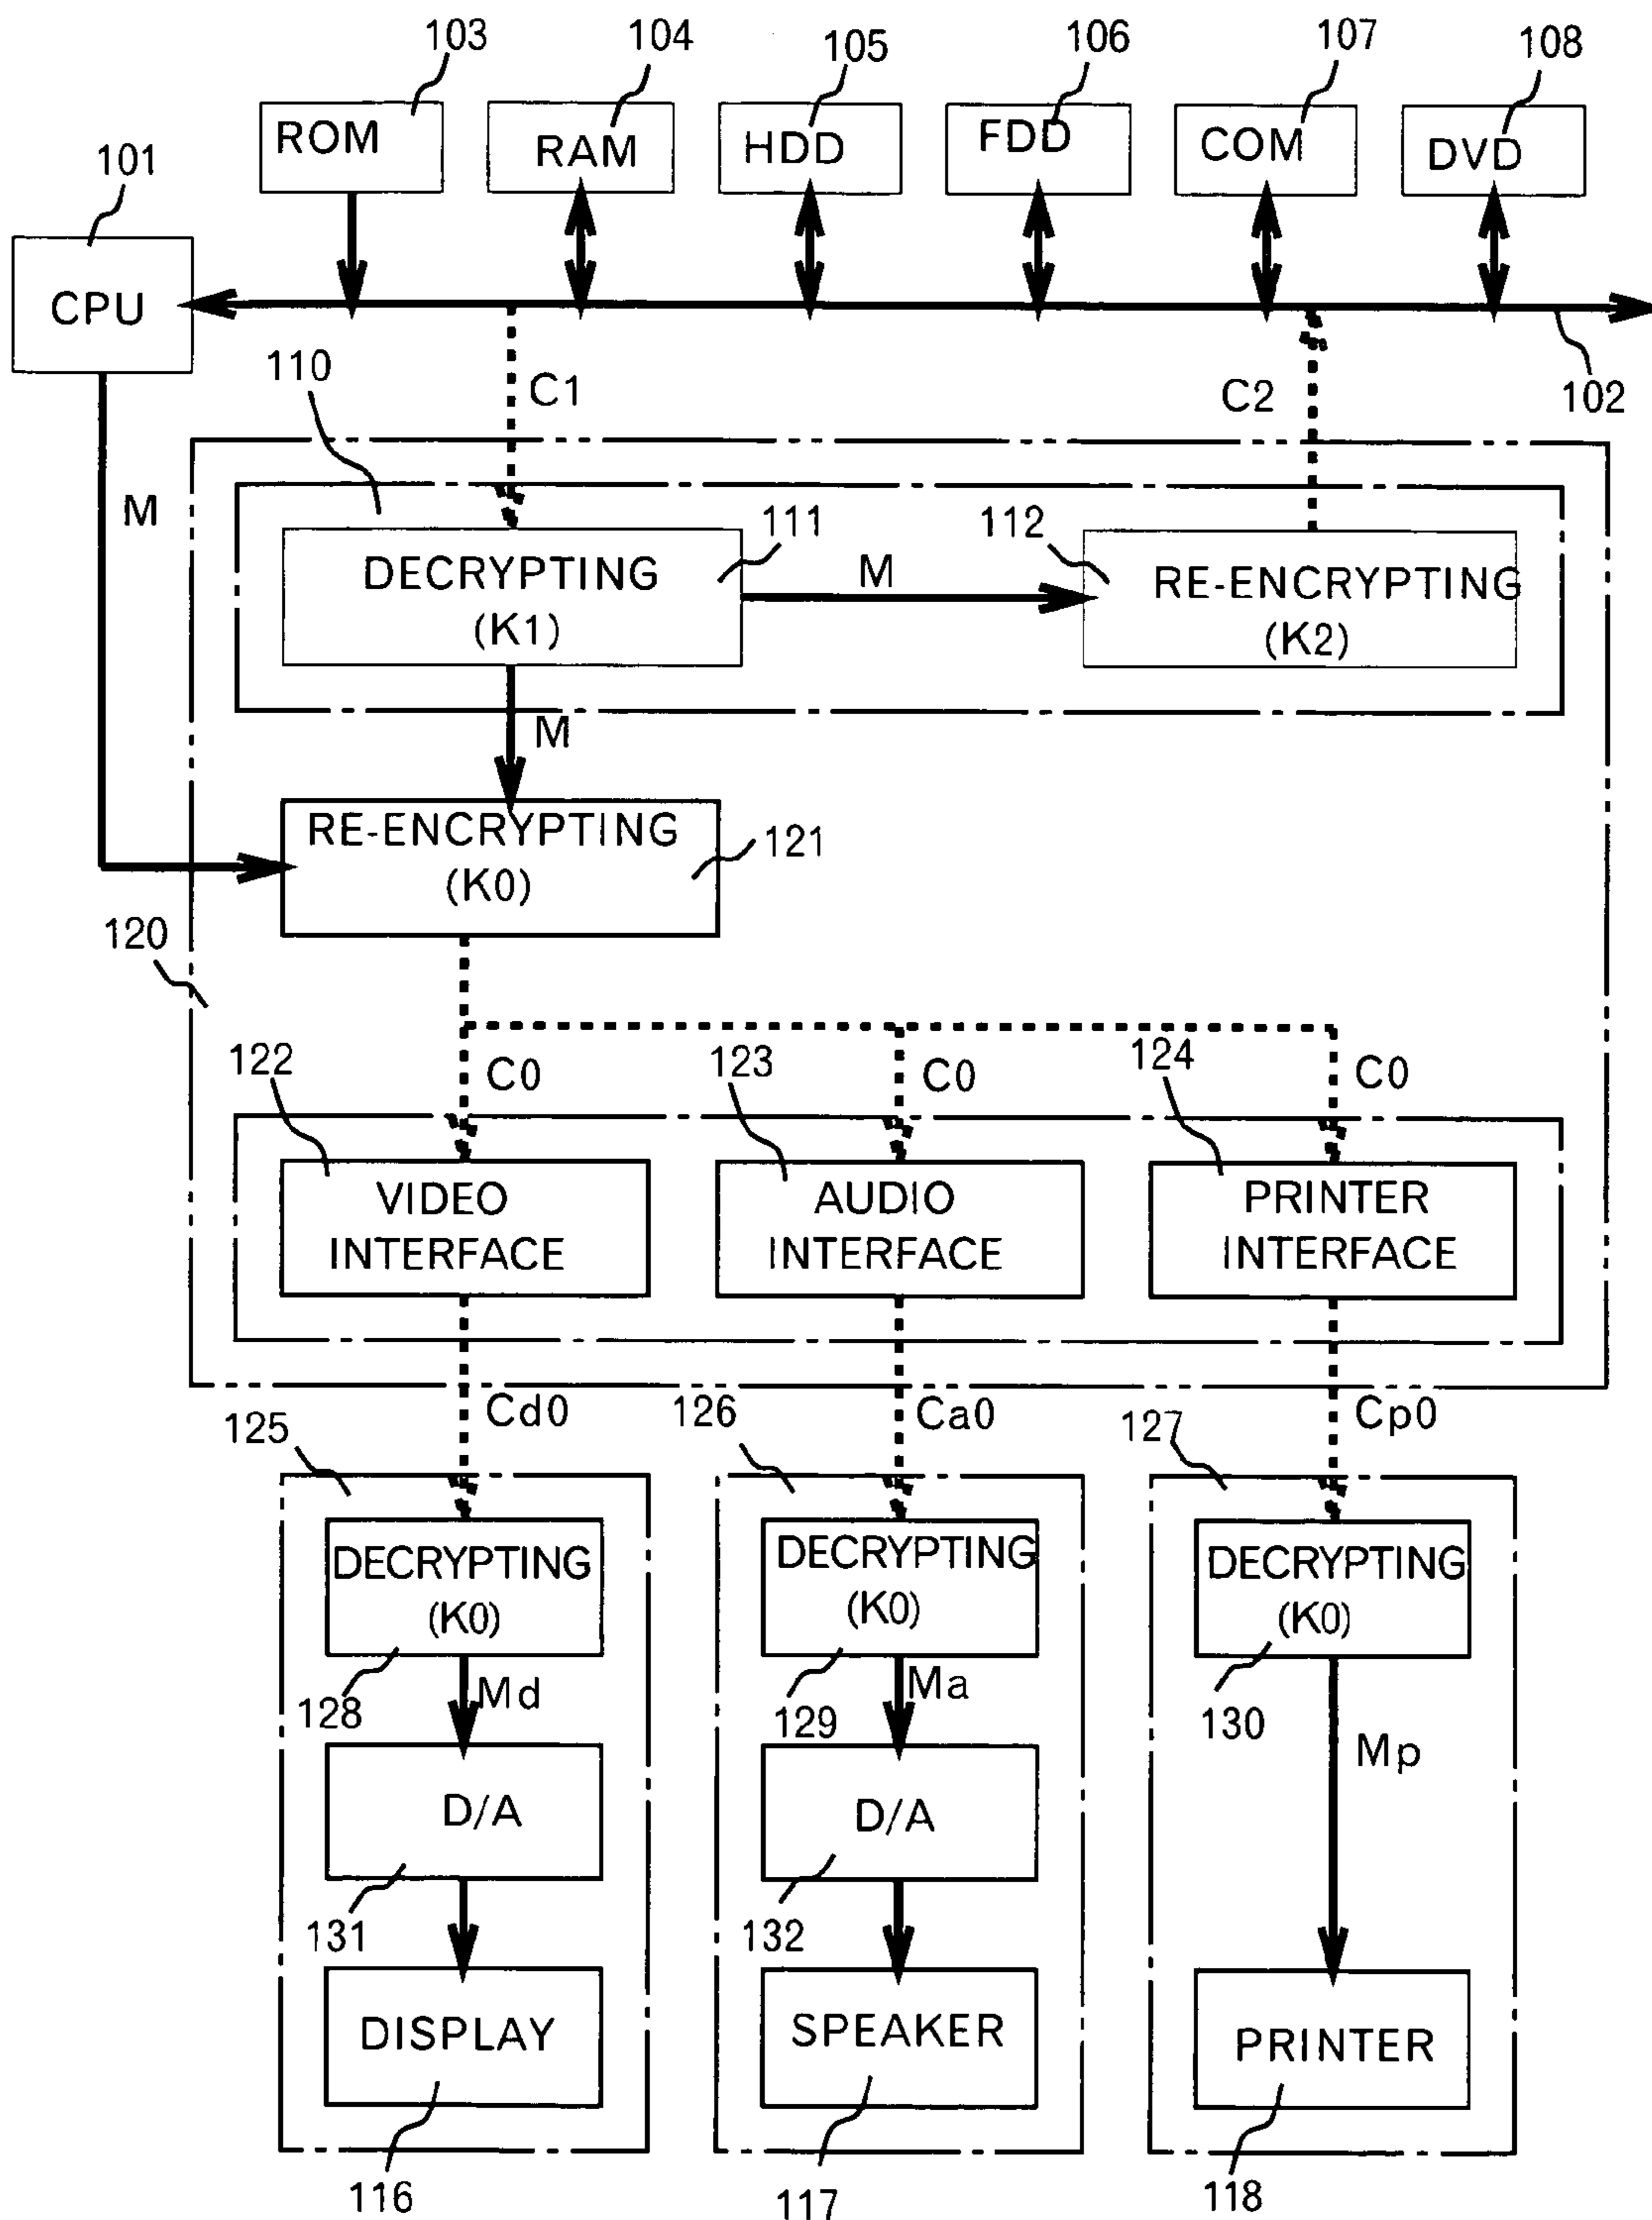 103
104
105
106
107
108
ROM
RAM
HDD
FDD
COM
DVD
101
CPU
102
110
C1
C2
M
111
112
DECRYPTING
(K1)
M
RE-ENCRYPTING
(K2)
M
RE-ENCRYPTING
(K0)
121
120
122
C0
123
C0
124
C0
VIDEO
INTERFACE
AUDIO
INTERFACE
PRINTER
INTERFACE
125
Cd0
126
Ca0
127
Cp0
DECRYPTING
(K0)
DECRYPTING
(K0)
DECRYPTING
(K0)
128
Md
129
Ma
130
Mp
D/A
D/A
131
132
DISPLAY
SPEAKER
PRINTER
116
117
118